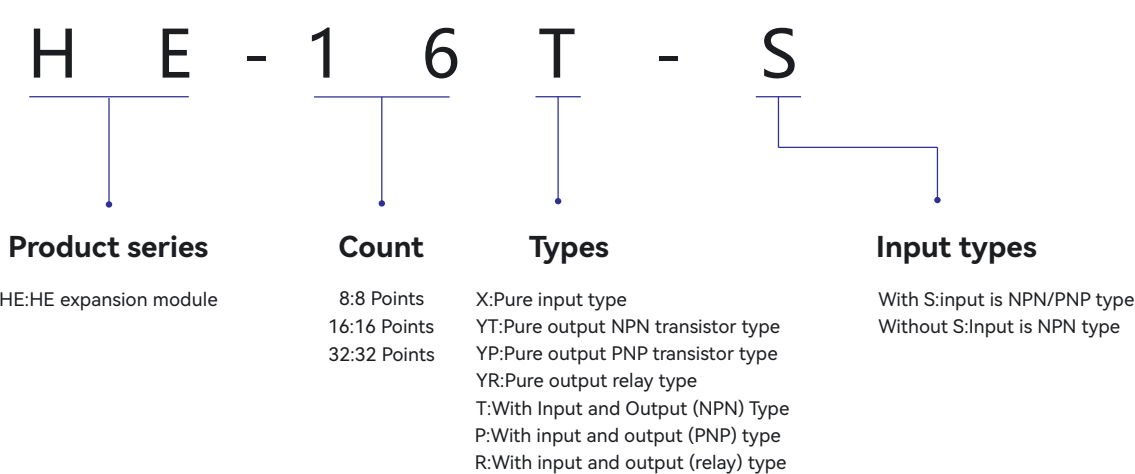 H E - 1 6 T - S
Product series
HE:HE expansion module
Count
8:8 Points
16:16 Points
32:32 Points
Types
X:Pure input type
YT:Pure output NPN transistor type
YP:Pure output PNP transistor type
YR:Pure output relay type
T:With Input and Output (NPN) Type
P:With input and output (PNP) type
R:With input and output (relay) type
Input types
With S:input is NPN/PNP type
Without S:Input is NPN type